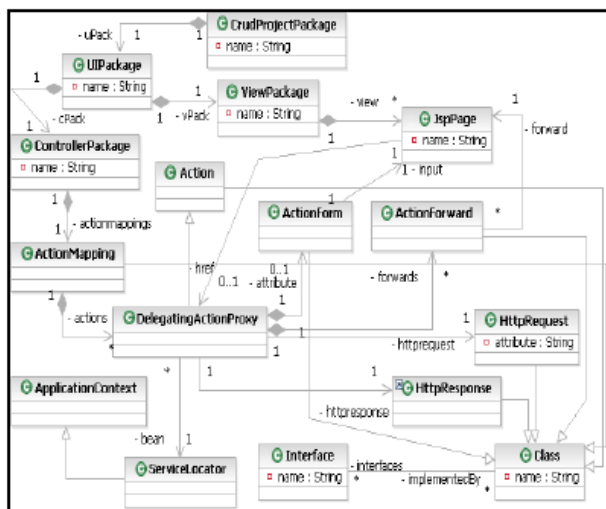 CrudProjectPackage
name : String
- uPack 1 1
UIPackage
name : String
1
- cPack
1 - vPack 1
ViewPackage
name : String
- view *
JspPage
name : String
1
- forward
1
ControllerPackage
name : String
1
- actionmappings
1
Action
1
1 - input
ActionForm
ActionForward
*
ActionMapping
1
- actions
*
- href
0..1
0..1
- attribute
- forwards
*
DelegatingActionProxy
1
1
1
- httprequest
1
HttpRequest
attribute : String
*
1
1
HttpResponse
- httpresponse
ApplicationContext
- bean
1
ServiceLocator
Interface
name : String
- interfaces
*
- implementedBy
*
Class
name : String